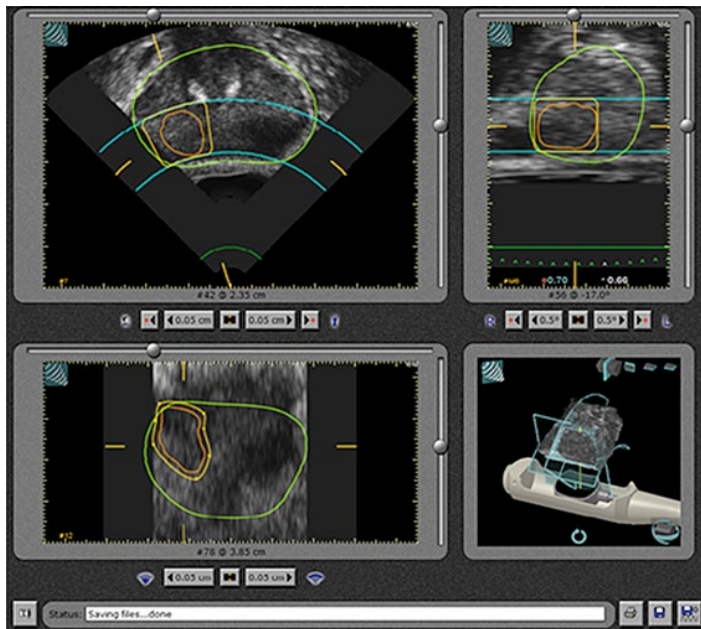 #42 @ 2.35 cm
+0.70 -0.66
#56 @ -17.0°
0.05 cm 0.05 cm
R 0.5° 0.5° L
#78 @ 3.85 cm
0.05 cm 0.05 cm
Status: Saving files...done